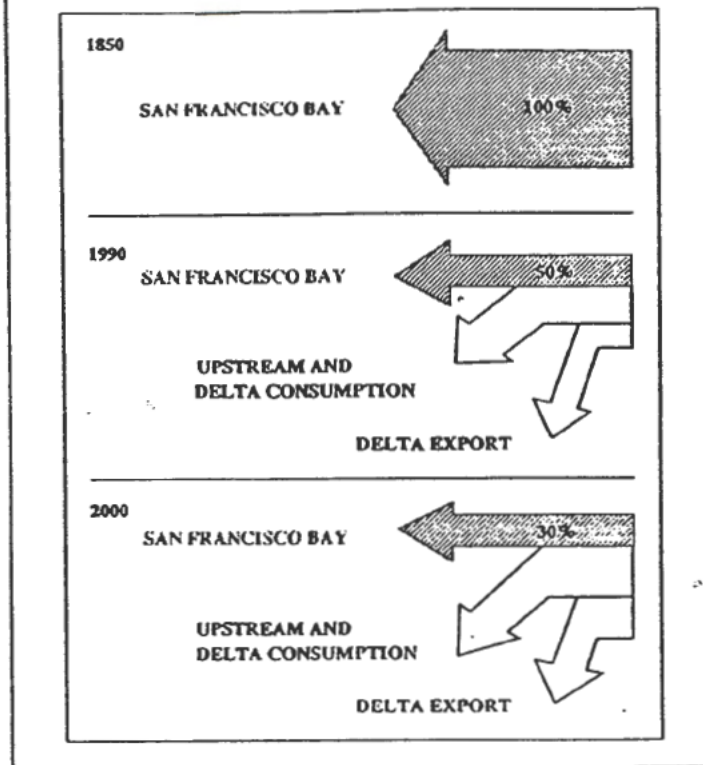 1850
SAN FRANCISCO BAY
100%
1990
SAN FRANCISCO BAY
50%
UPSTREAM AND
DELTA CONSUMPTION
DELTA EXPORT
2000
SAN FRANCISCO BAY
30%
UPSTREAM AND
DELTA CONSUMPTION
DELTA EXPORT